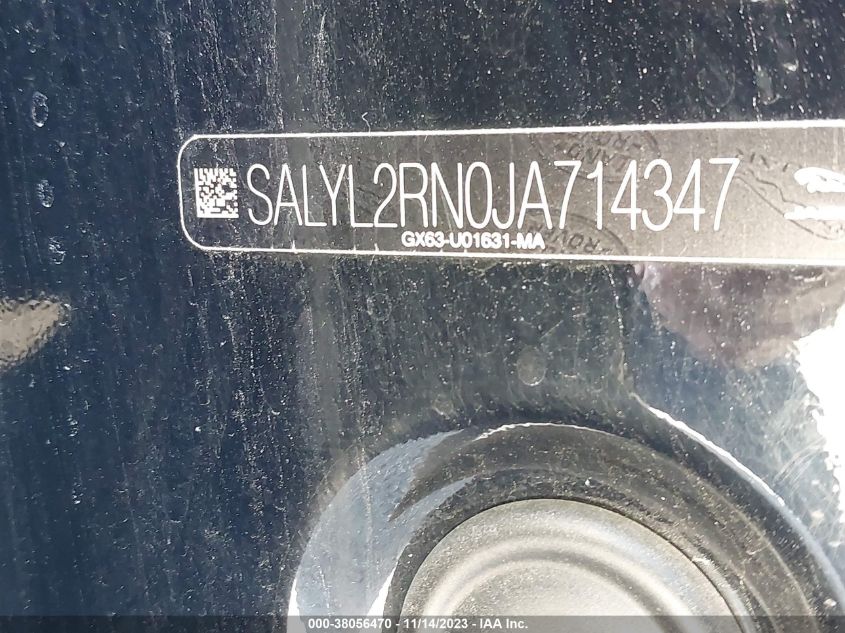 SALYL2RN0JA714347
GX63-U01631-MA
000-38056470 - 11/14/2023 - IAA Inc.